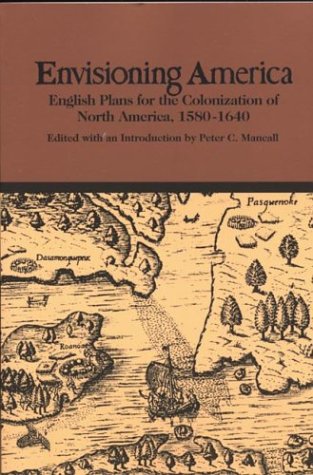 Envisioning America
English Plans for the Colonization of
North America, 1580-1640
Edited with an Introduction by Peter C. Mancall
Pasquenoke
Dasamonquepeuc
Roanoac